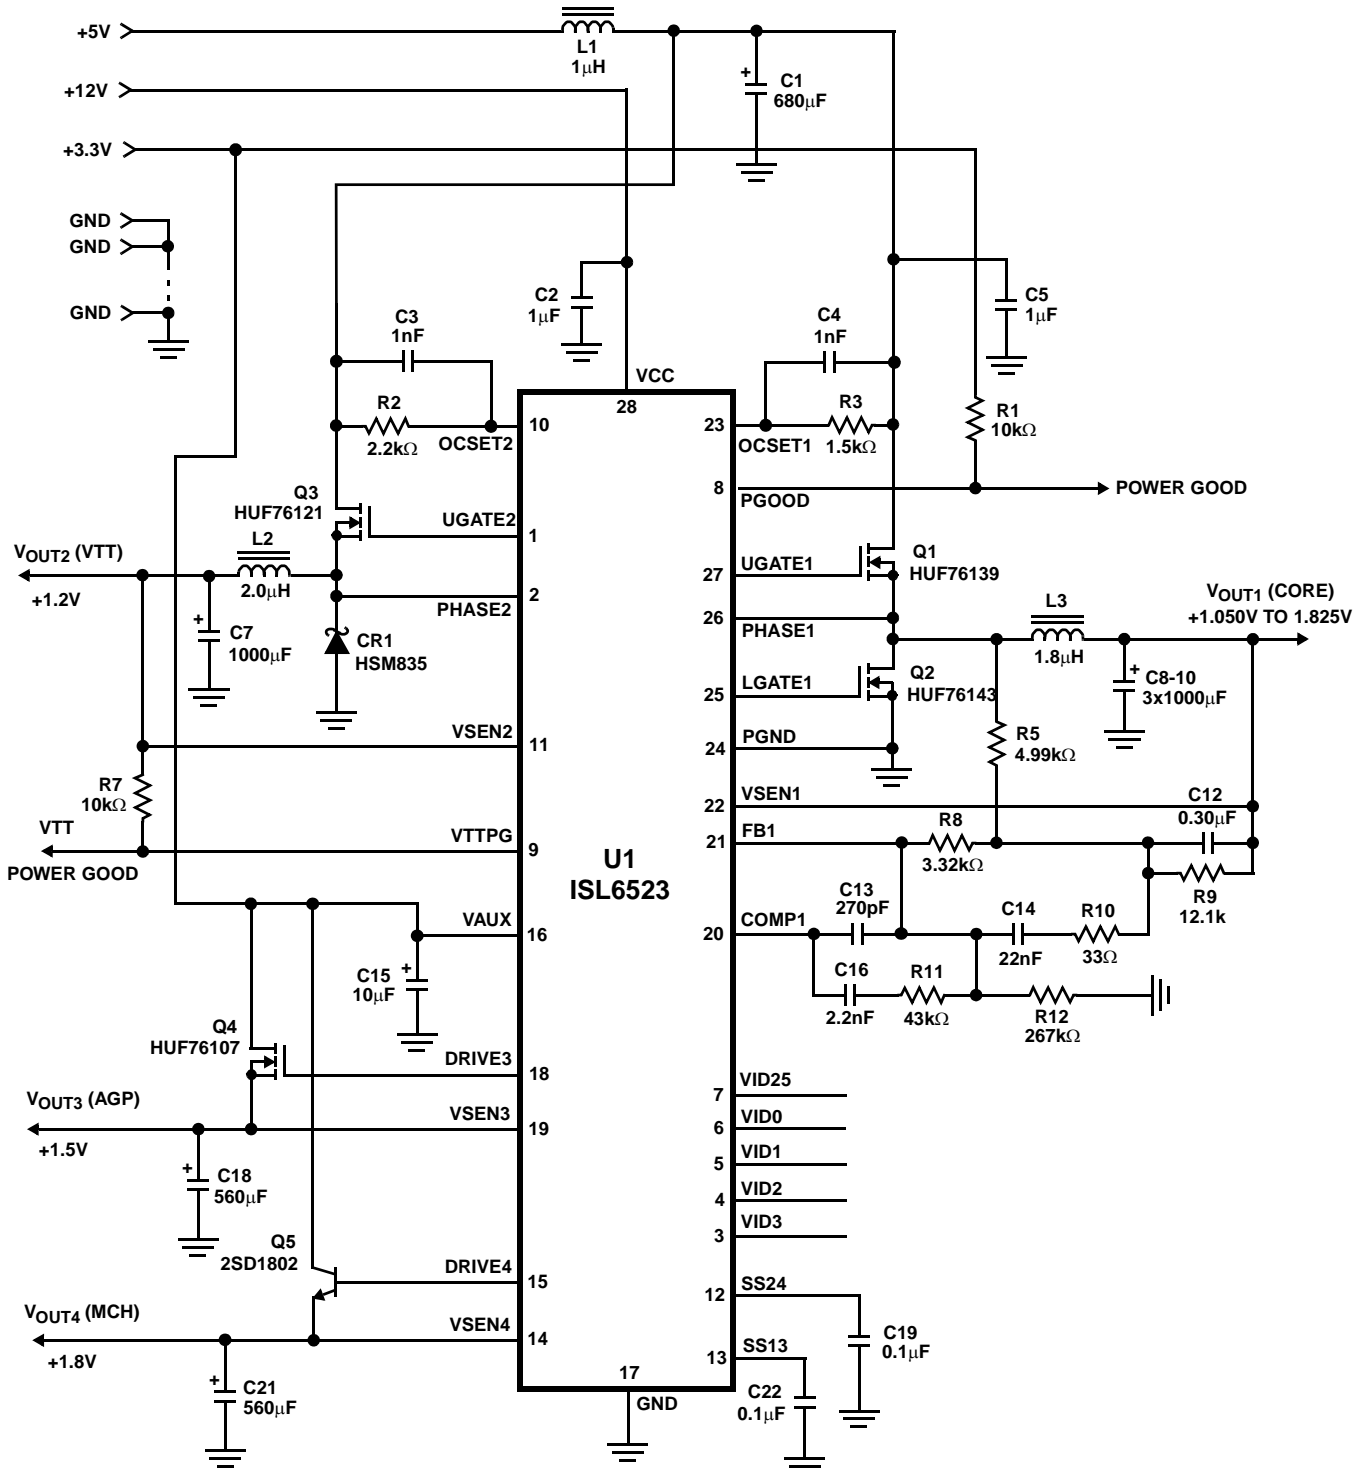 +5V
L1
1µH
C1
680µF
+
+12V
+3.3V
GND
GND
GND
C2
1µF
C5
1µF
C3
1nF
C4
1nF
VCC
28
R2
2.2kΩ
10
OCSET2
23
OCSET1
R3
1.5kΩ
R1
10kΩ
8
PGOOD
POWER GOOD
Q3
HUF76121
UGATE2
1
UGATE1
27
Q1
HUF76139
VOUT2 (VTT)
+1.2V
L2
2.0µH
PHASE2
2
26
PHASE1
L3
1.8µH
VOUT1 (CORE)
+1.050V TO 1.825V
+
C7
1000µF
CR1
HSM835
25
LGATE1
Q2
HUF76143
+
C8-10
3x1000µF
VSEN2
11
24
PGND
R5
4.99kΩ
R7
10kΩ
22
VSEN1
C12
0.30µF
VTT
POWER GOOD
VTTPG
9
21
FB1
R8
3.32kΩ
R9
12.1k
U1
ISL6523
VAUX
16
20
COMP1
C13
270pF
C14
22nF
R10
33Ω
+
C15
10µF
C16
2.2nF
R11
43kΩ
R12
267kΩ
Q4
HUF76107
DRIVE3
18
7
VID25
VOUT3 (AGP)
+1.5V
VSEN3
19
6
VID0
5
VID1
4
VID2
3
VID3
+
C18
560µF
Q5
2SD1802
DRIVE4
15
12
SS24
C19
0.1µF
VOUT4 (MCH)
+1.8V
VSEN4
14
13
SS13
C22
0.1µF
+
C21
560µF
17
GND